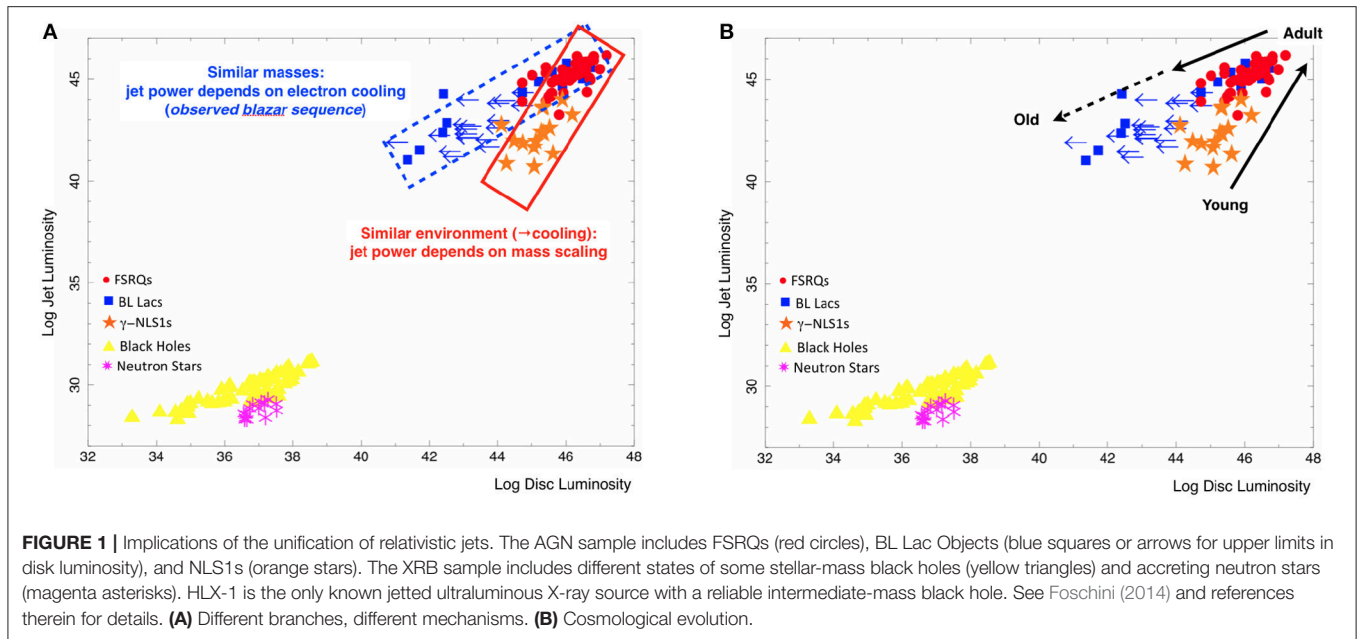 A
Similar masses:
jet power depends on electron cooling
(observed blazar sequence)
Similar environment (→cooling):
jet power depends on mass scaling
Log Jet Luminosity
45
40
35
30
FSRQs
BL Lacs
γ–NLS1s
Black Holes
Neutron Stars
32 34 36 38 40 42 44 46 48
Log Disc Luminosity
B
Adult
Old
Young
Log Jet Luminosity
45
40
35
30
FSRQs
BL Lacs
γ–NLS1s
Black Holes
Neutron Stars
32 34 36 38 40 42 44 46 48
Log Disc Luminosity
FIGURE 1 | Implications of the unification of relativistic jets. The AGN sample includes FSRQs (red circles), BL Lac Objects (blue squares or arrows for upper limits in
disk luminosity), and NLS1s (orange stars). The XRB sample includes different states of some stellar-mass black holes (yellow triangles) and accreting neutron stars
(magenta asterisks). HLX-1 is the only known jetted ultraluminous X-ray source with a reliable intermediate-mass black hole. See Foschini (2014) and references
therein for details. (A) Different branches, different mechanisms. (B) Cosmological evolution.